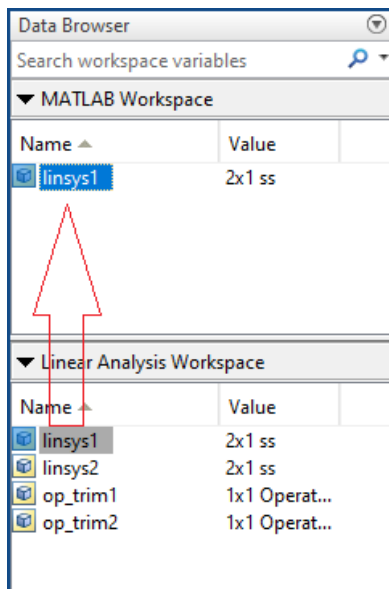 Data Browser
Search workspace variables
MATLAB Workspace
Name Value
linsys1 2x1 ss
Linear Analysis Workspace
Name Value
linsys1 2x1 ss
linsys2 2x1 ss
op_trim1 1x1 Operat...
op_trim2 1x1 Operat...